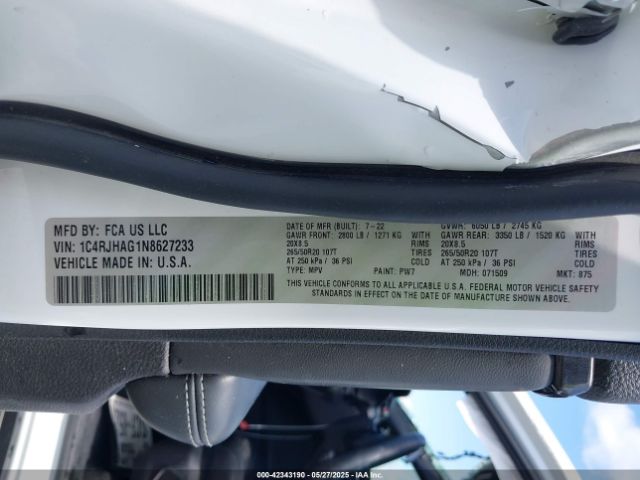 MFD BY: FCA US LLC
VIN: 1C4RJHAG1N8627233
VEHICLE MADE IN: U.S.A.
DATE OF MFR (BUILT): 7-22 GVWR: 6050 LB / 2745 KG
GAWR FRONT: 2800 LB / 1271 KG WITH GAWR REAR: 3350 LB / 1520 KG WITH
20X8.5 RIMS 20X8.5 RIMS
265/50R20 107T TIRES 265/50R20 107T TIRES
AT 250 kPa / 36 PSI COLD AT 250 kPa / 36 PSI COLD
TYPE: MPV PAINT: PW7 MDH: 071509 MKT: 875
THIS VEHICLE CONFORMS TO ALL APPLICABLE U.S.A. FEDERAL MOTOR VEHICLE SAFETY
STANDARDS IN EFFECT ON THE DATE OF MANUFACTURE SHOWN ABOVE.
000-42343190 - 05/27/2025 - IAAI.COM